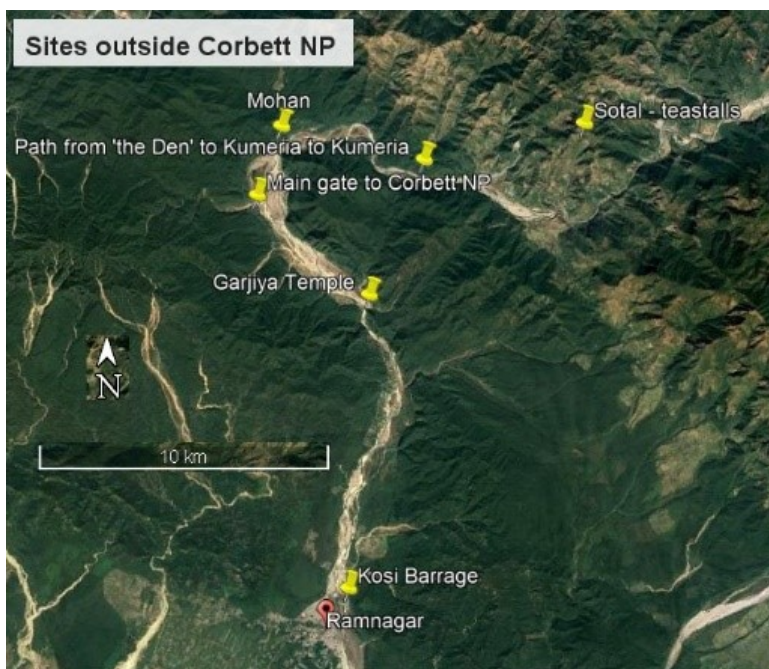 Sites outside Corbett NP
Mohan
Sotal - teastalls
Path from 'the Den' to Kumeria to Kumeria
Main gate to Corbett NP
Garjiya Temple
N
10 km
Kosi Barrage
Ramnagar